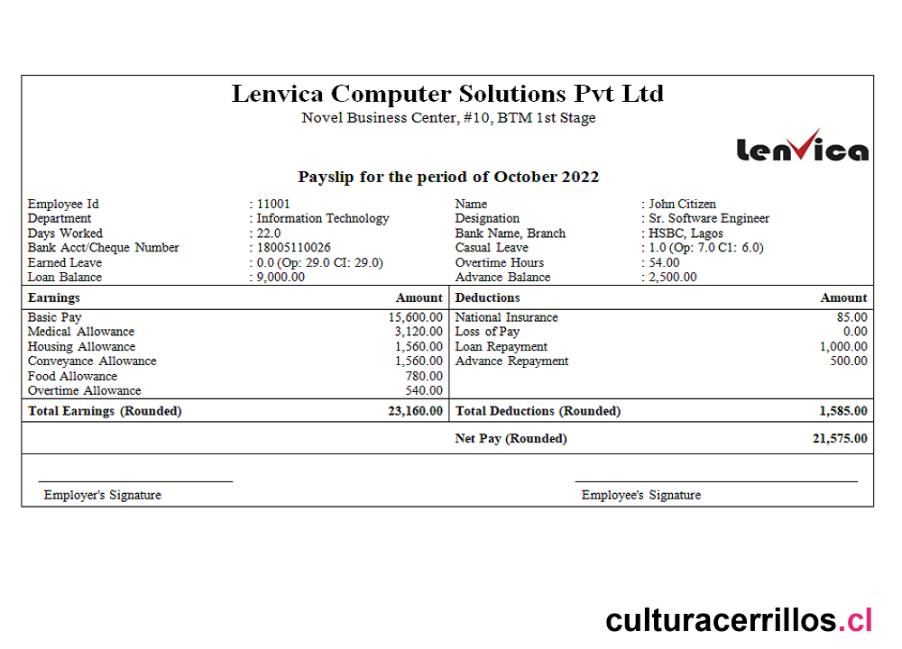 Lenvica Computer Solutions Pvt Ltd
Novel Business Center, #10, BTM 1st Stage
Lenvica
Payslip for the period of October 2022
Employee Id : 11001 Name : John Citizen
Department : Information Technology Designation : Sr. Software Engineer
Days Worked : 22.0 Bank Name, Branch : HSBC, Lagos
Bank Acct/Cheque Number : 18005110026 Casual Leave : 1.0 (Op: 7.0 C1: 6.0)
Earned Leave : 0.0 (Op: 29.0 CI: 29.0) Overtime Hours : 54.00
Loan Balance : 9,000.00 Advance Balance : 2,500.00
Earnings Amount Deductions Amount
Basic Pay 15,600.00 National Insurance 85.00
Medical Allowance 3,120.00 Loss of Pay 0.00
Housing Allowance 1,560.00 Loan Repayment 1,000.00
Conveyance Allowance 1,560.00 Advance Repayment 500.00
Food Allowance 780.00
Overtime Allowance 540.00
Total Earnings (Rounded) 23,160.00 Total Deductions (Rounded) 1,585.00
Net Pay (Rounded) 21,575.00
Employer's Signature Employee's Signature
culturacerrillos.cl